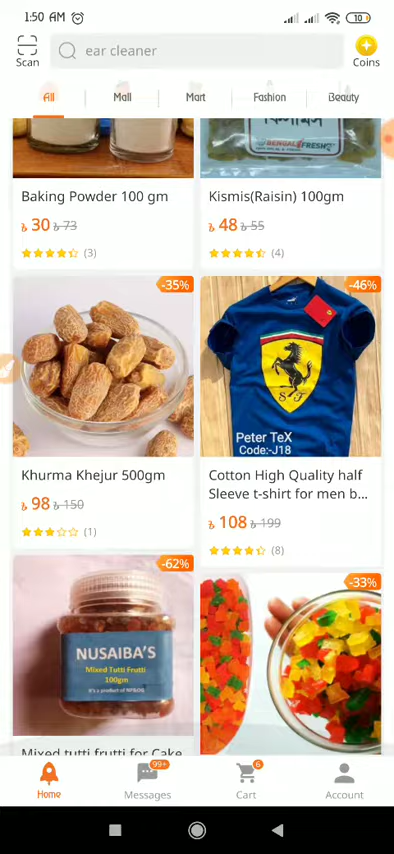 1:50 AM
10
Scan
ear cleaner
Coins
All
Mall
Mart
Fashion
Beauty
BENGAL FRESH
Baking Powder 100 gm
৳ 30 ৳ 73
(3)
Kismis(Raisin) 100gm
৳ 48 ৳ 55
(4)
-35%
-46%
S F
Peter TeX
Code:-J18
Khurma Khejur 500gm
৳ 98 ৳ 150
(1)
Cotton High Quality half
Sleeve t-shirt for men b...
৳ 108 ৳ 199
(8)
-62%
NUSAIBA'S
Mixed Tutti Frutti
100gm
-33%
Mixed tutti frutti for Cake
Home
99+
Messages
6
Cart
Account